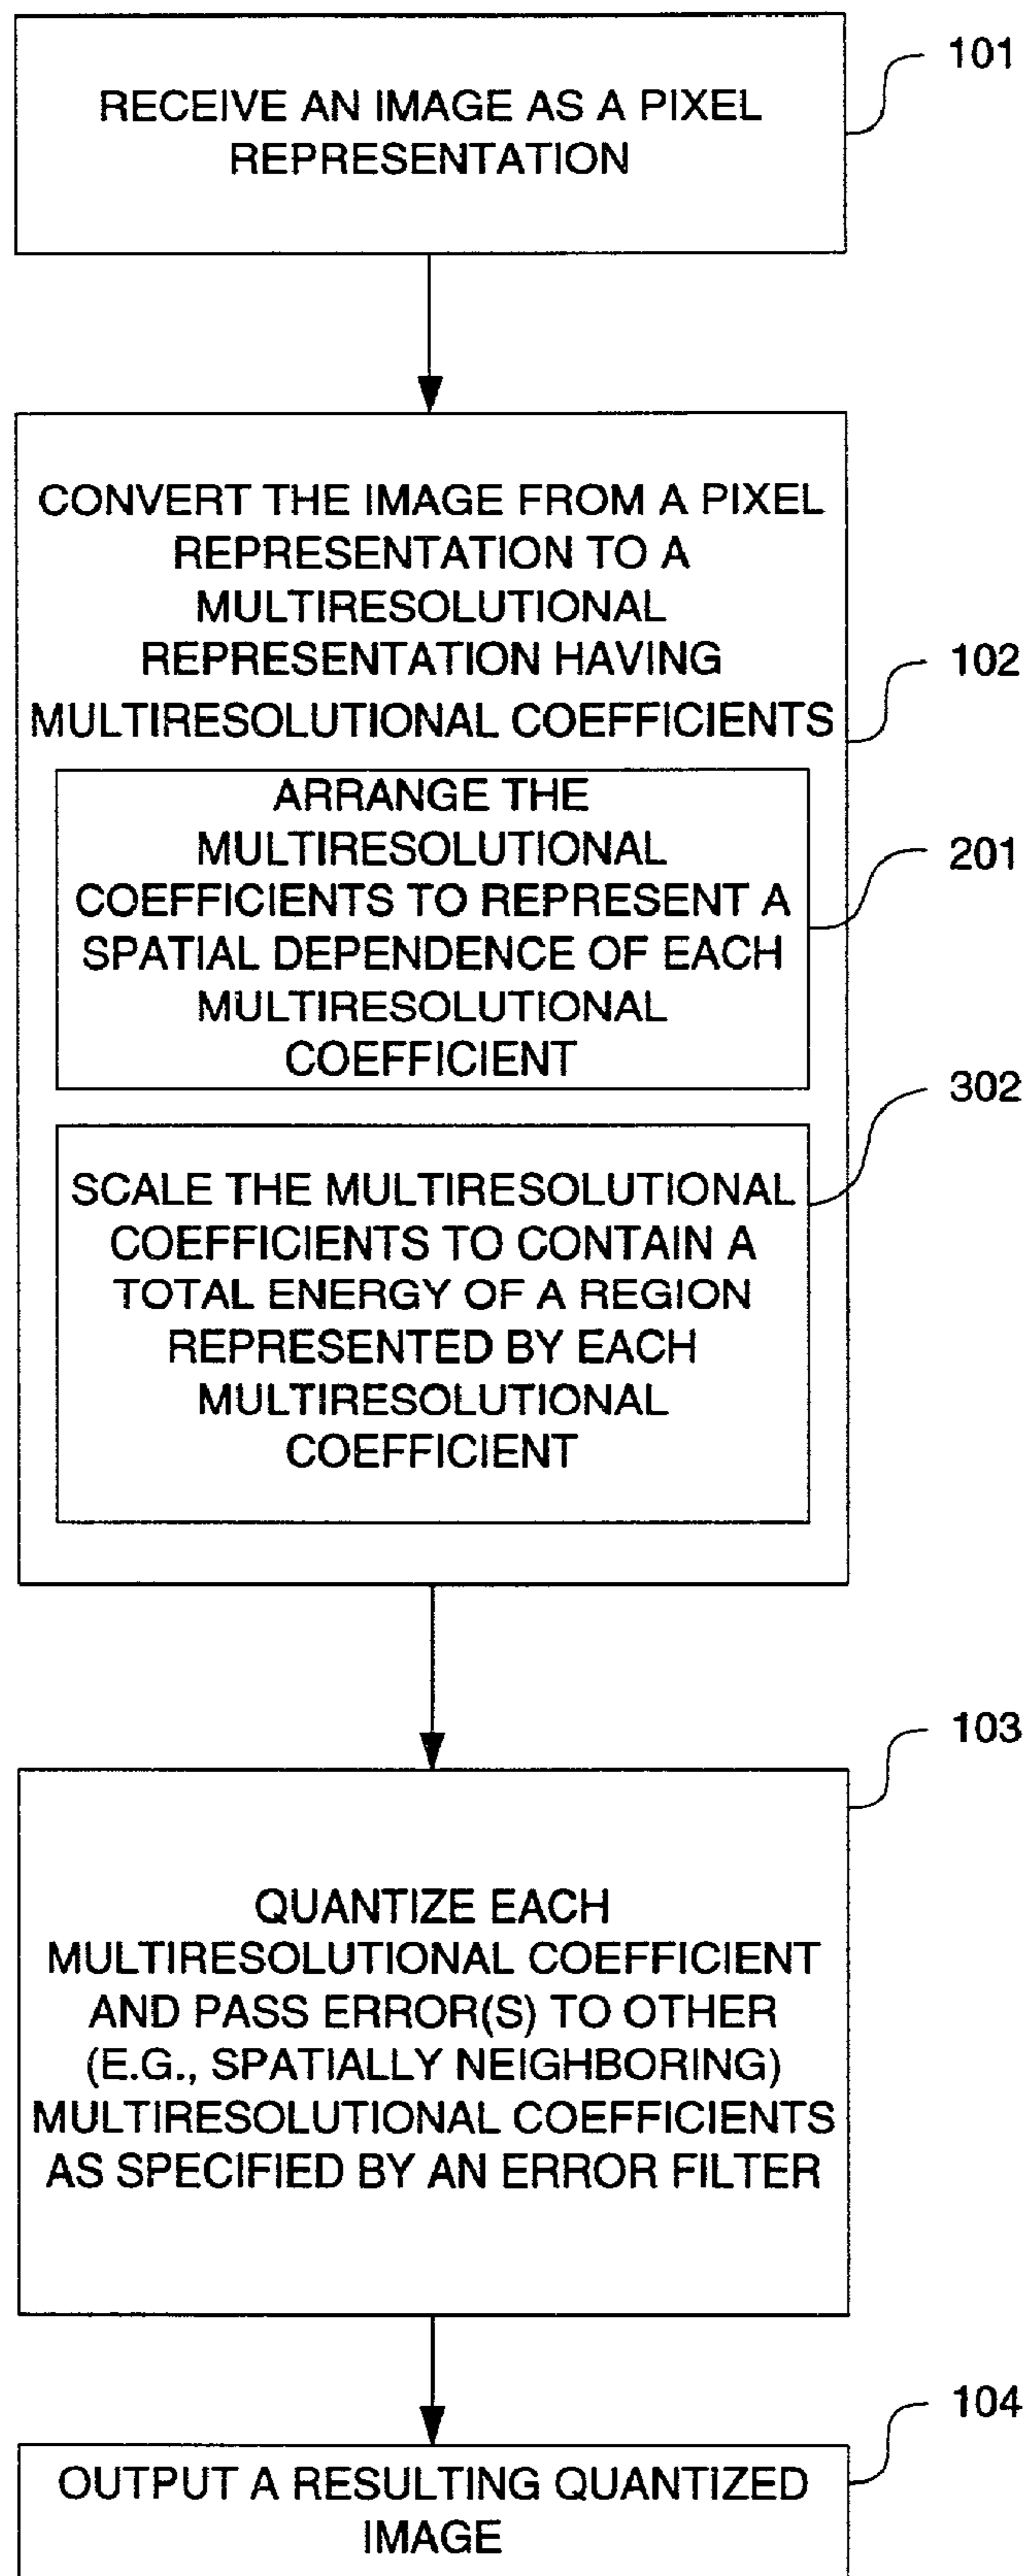 RECEIVE AN IMAGE AS A PIXEL
REPRESENTATION
101
CONVERT THE IMAGE FROM A PIXEL
REPRESENTATION TO A
MULTIRESOLUTIONAL
REPRESENTATION HAVING
MULTIRESOLUTIONAL COEFFICIENTS
102
ARRANGE THE
MULTIRESOLUTIONAL
COEFFICIENTS TO REPRESENT A
SPATIAL DEPENDENCE OF EACH
MULTIRESOLUTIONAL
COEFFICIENT
201
SCALE THE MULTIRESOLUTIONAL
COEFFICIENTS TO CONTAIN A
TOTAL ENERGY OF A REGION
REPRESENTED BY EACH
MULTIRESOLUTIONAL
COEFFICIENT
302
QUANTIZE EACH
MULTIRESOLUTIONAL COEFFICIENT
AND PASS ERROR(S) TO OTHER
(E.G., SPATIALLY NEIGHBORING)
MULTIRESOLUTIONAL COEFFICIENTS
AS SPECIFIED BY AN ERROR FILTER
103
OUTPUT A RESULTING QUANTIZED
IMAGE
104